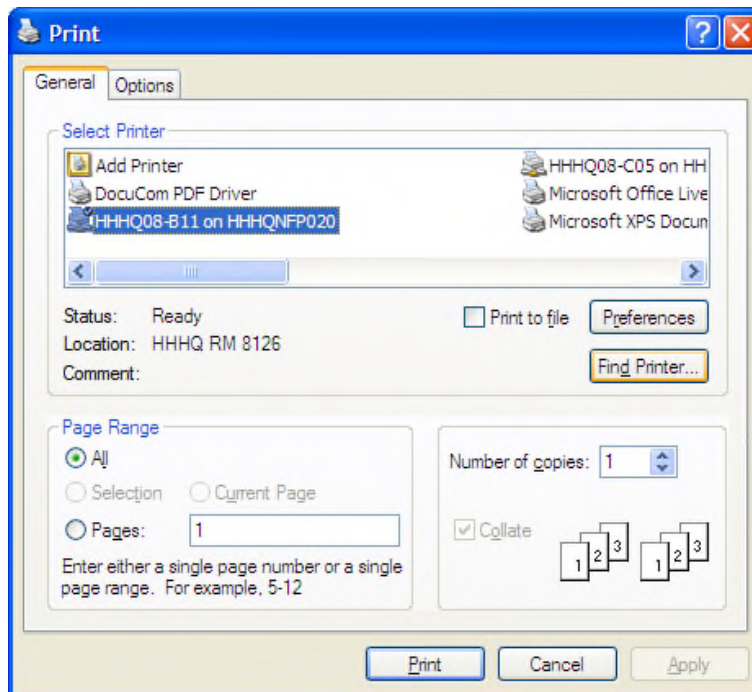 Print
General Options
Select Printer
Add Printer
DocuCom PDF Driver
HHHQ08-B11 on HHHQNFP020
HHHQ08-C05 on HH
Microsoft Office Live
Microsoft XPS Docun
Status: Ready
Location: HHHQ RM 8126
Comment:
Print to file
Preferences
Find Printer...
Page Range
All
Selection Current Page
Pages: 1
Enter either a single page number or a single
page range. For example, 5-12
Number of copies: 1
Collate
1 2 3 1 2 3
Print Cancel Apply